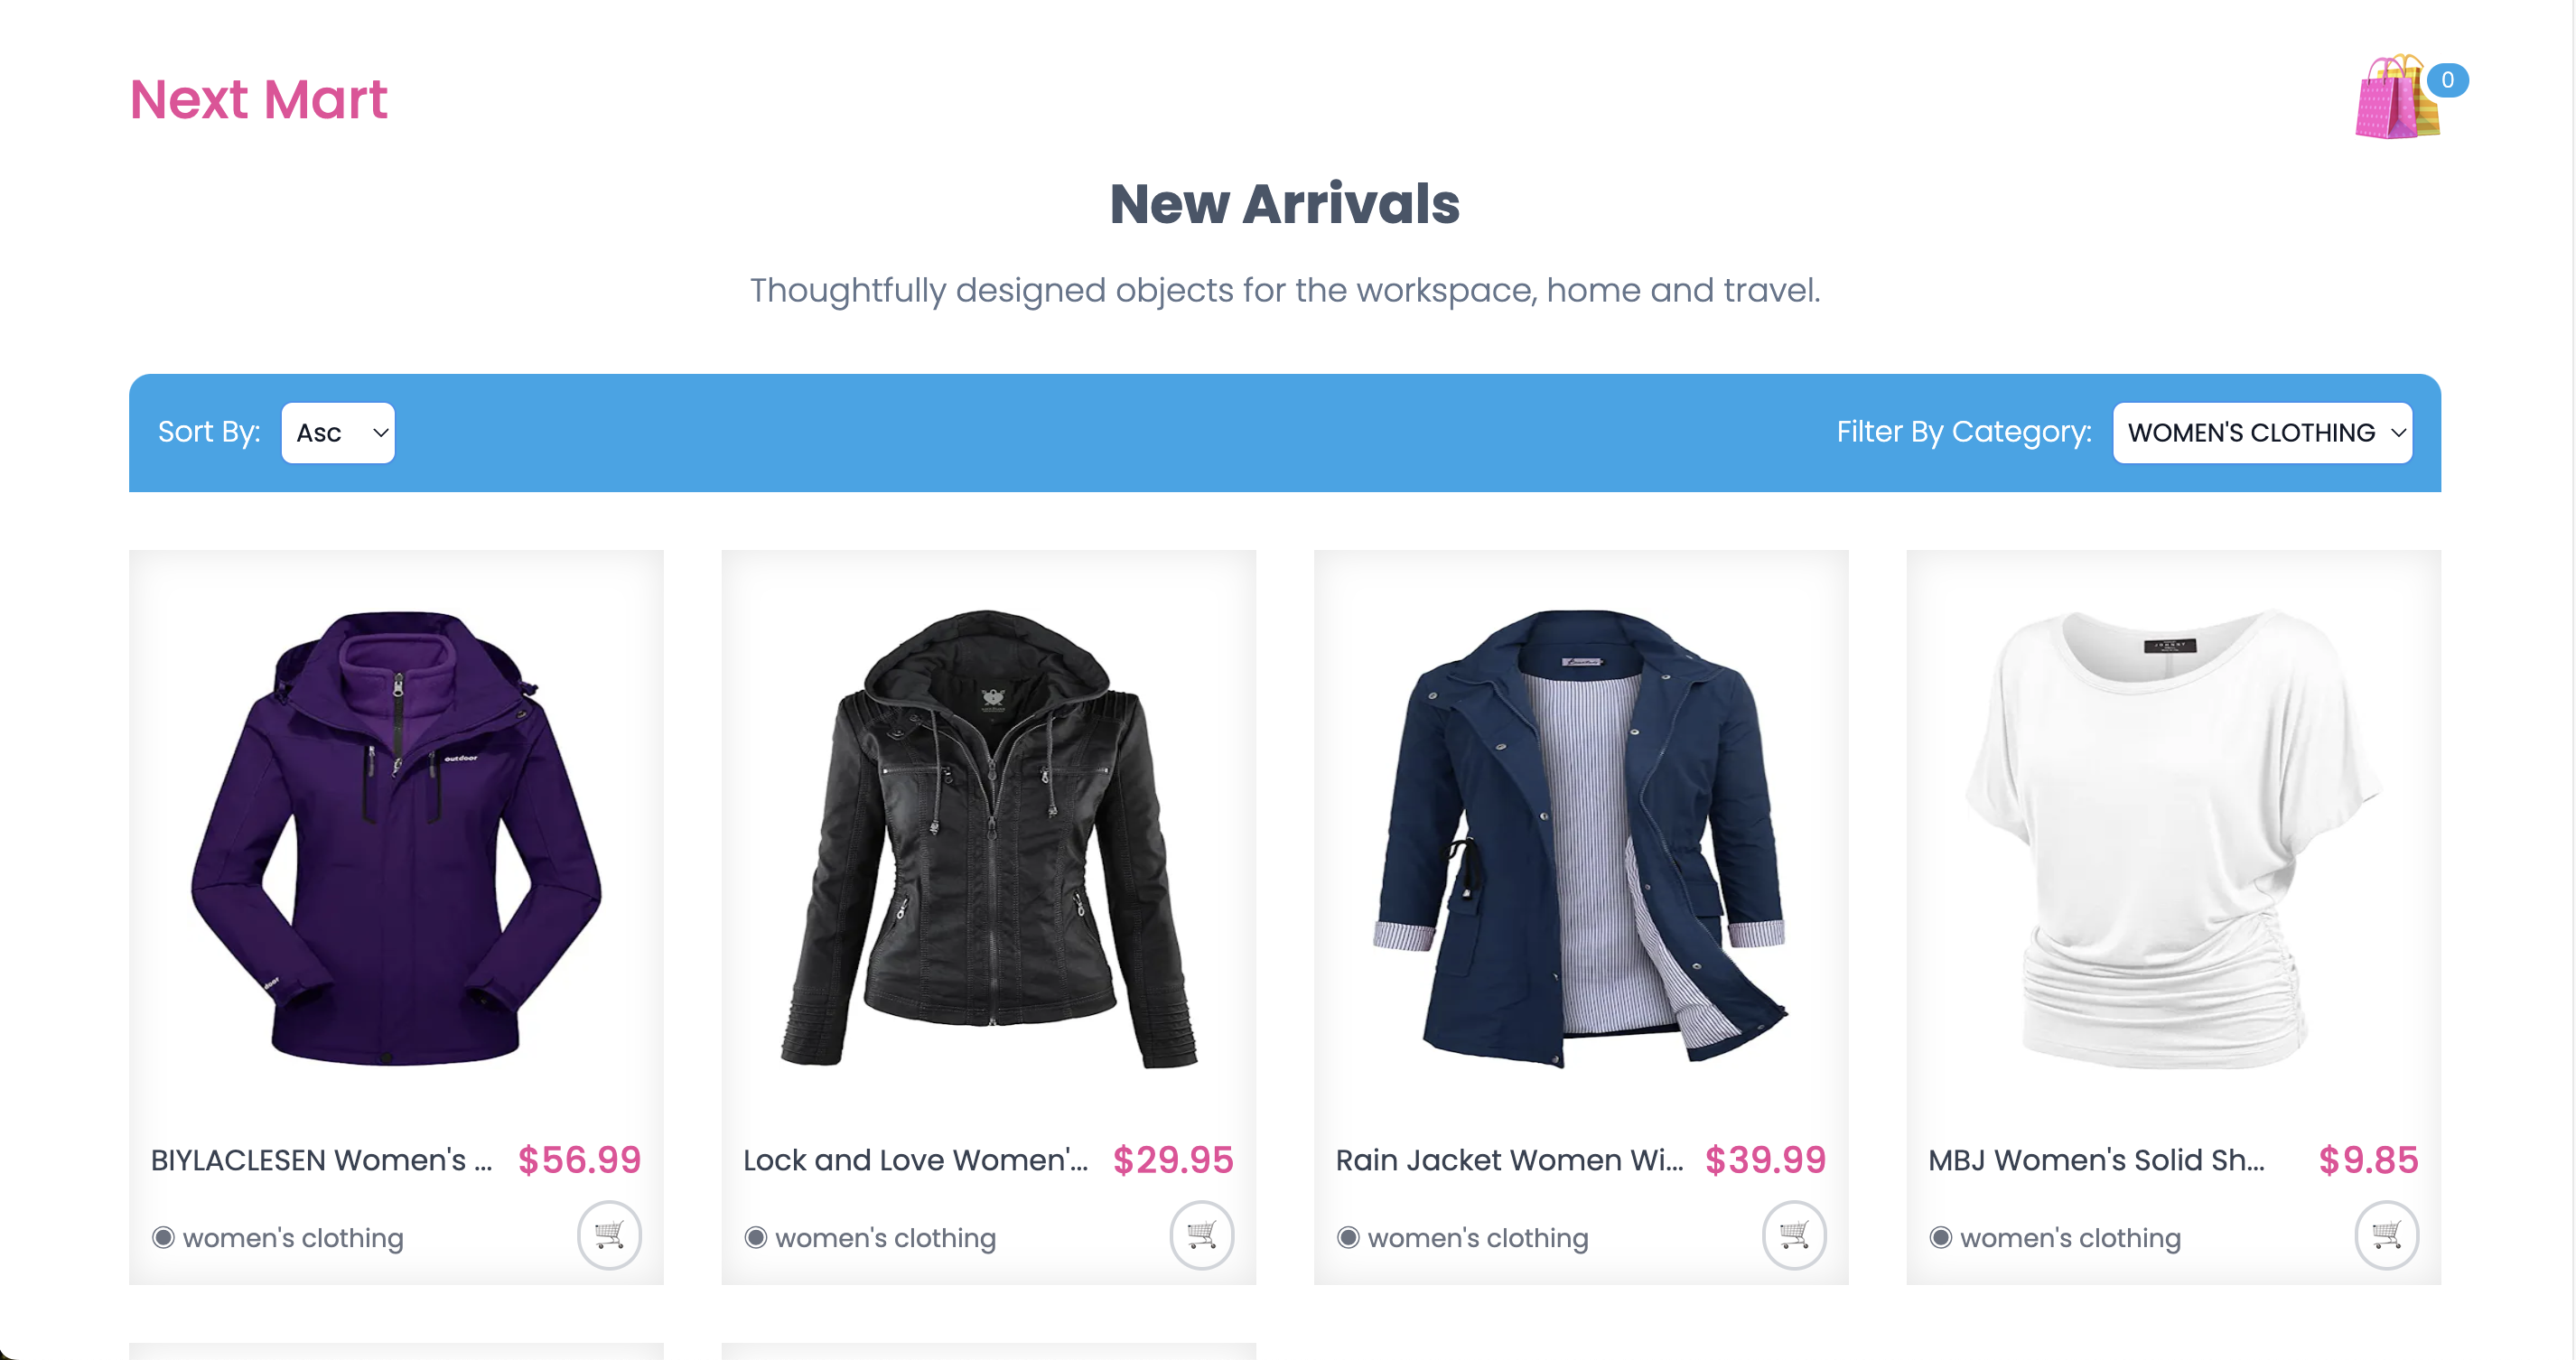 Next Mart
0
New Arrivals
Thoughtfully designed objects for the workspace, home and travel.
Sort By: Asc
Filter By Category: WOMEN'S CLOTHING
outdoor
BIYLACLESEN Women's ... $56.99
women's clothing
Lock and Love Women'... $29.95
women's clothing
Rain Jacket Women Wi... $39.99
women's clothing
MBJ Women's Solid Sh... $9.85
women's clothing